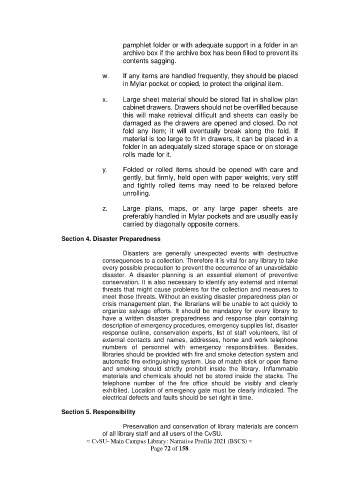 pamphlet folder or with adequate support in a folder in an
archive box if the archive box has been filled to prevent its
contents sagging.
w. If any items are handled frequently, they should be placed
in Mylar pocket or copied, to protect the original item.
x. Large sheet material should be stored flat in shallow plan
cabinet drawers. Drawers should not be overfilled because
this will make retrieval difficult and sheets can easily be
damaged as the drawers are opened and closed. Do not
fold any item; it will eventually break along the fold. If
material is too large to fit in drawers, it can be placed in a
folder in an adequately sized storage space or on storage
rolls made for it.
y. Folded or rolled items should be opened with care and
gently, but firmly, held open with paper weights; very stiff
and tightly rolled items may need to be relaxed before
unrolling.
z. Large plans, maps, or any large paper sheets are
preferably handled in Mylar pockets and are usually easily
carried by diagonally opposite corners.
Section 4. Disaster Preparedness
Disasters are generally unexpected events with destructive
consequences to a collection. Therefore it is vital for any library to take
every possible precaution to prevent the occurrence of an unavoidable
disaster. A disaster planning is an essential element of preventive
conservation. It is also necessary to identify any external and internal
threats that might cause problems for the collection and measures to
meet those threats. Without an existing disaster preparedness plan or
crisis management plan, the librarians will be unable to act quickly to
organize salvage efforts. It should be mandatory for every library to
have a written disaster preparedness and response plan containing
description of emergency procedures, emergency supplies list, disaster
response outline, conservation experts, list of staff volunteers, list of
external contacts and names, addresses, home and work telephone
numbers of personnel with emergency responsibilities. Besides,
libraries should be provided with fire and smoke detection system and
automatic fire extinguishing system. Use of match stick or open flame
and smoking should strictly prohibit inside the library. Inflammable
materials and chemicals should not be stored inside the stacks. The
telephone number of the fire office should be visibly and clearly
exhibited. Location of emergency gate must be clearly indicated. The
electrical defects and faults should be set right in time.
Section 5. Responsibility
Preservation and conservation of library materials are concern
of all library staff and all users of the CvSU.
= CvSU- Main Campus Library: Narrative Profile 2021 (BSCS) =
Page 72 of 158